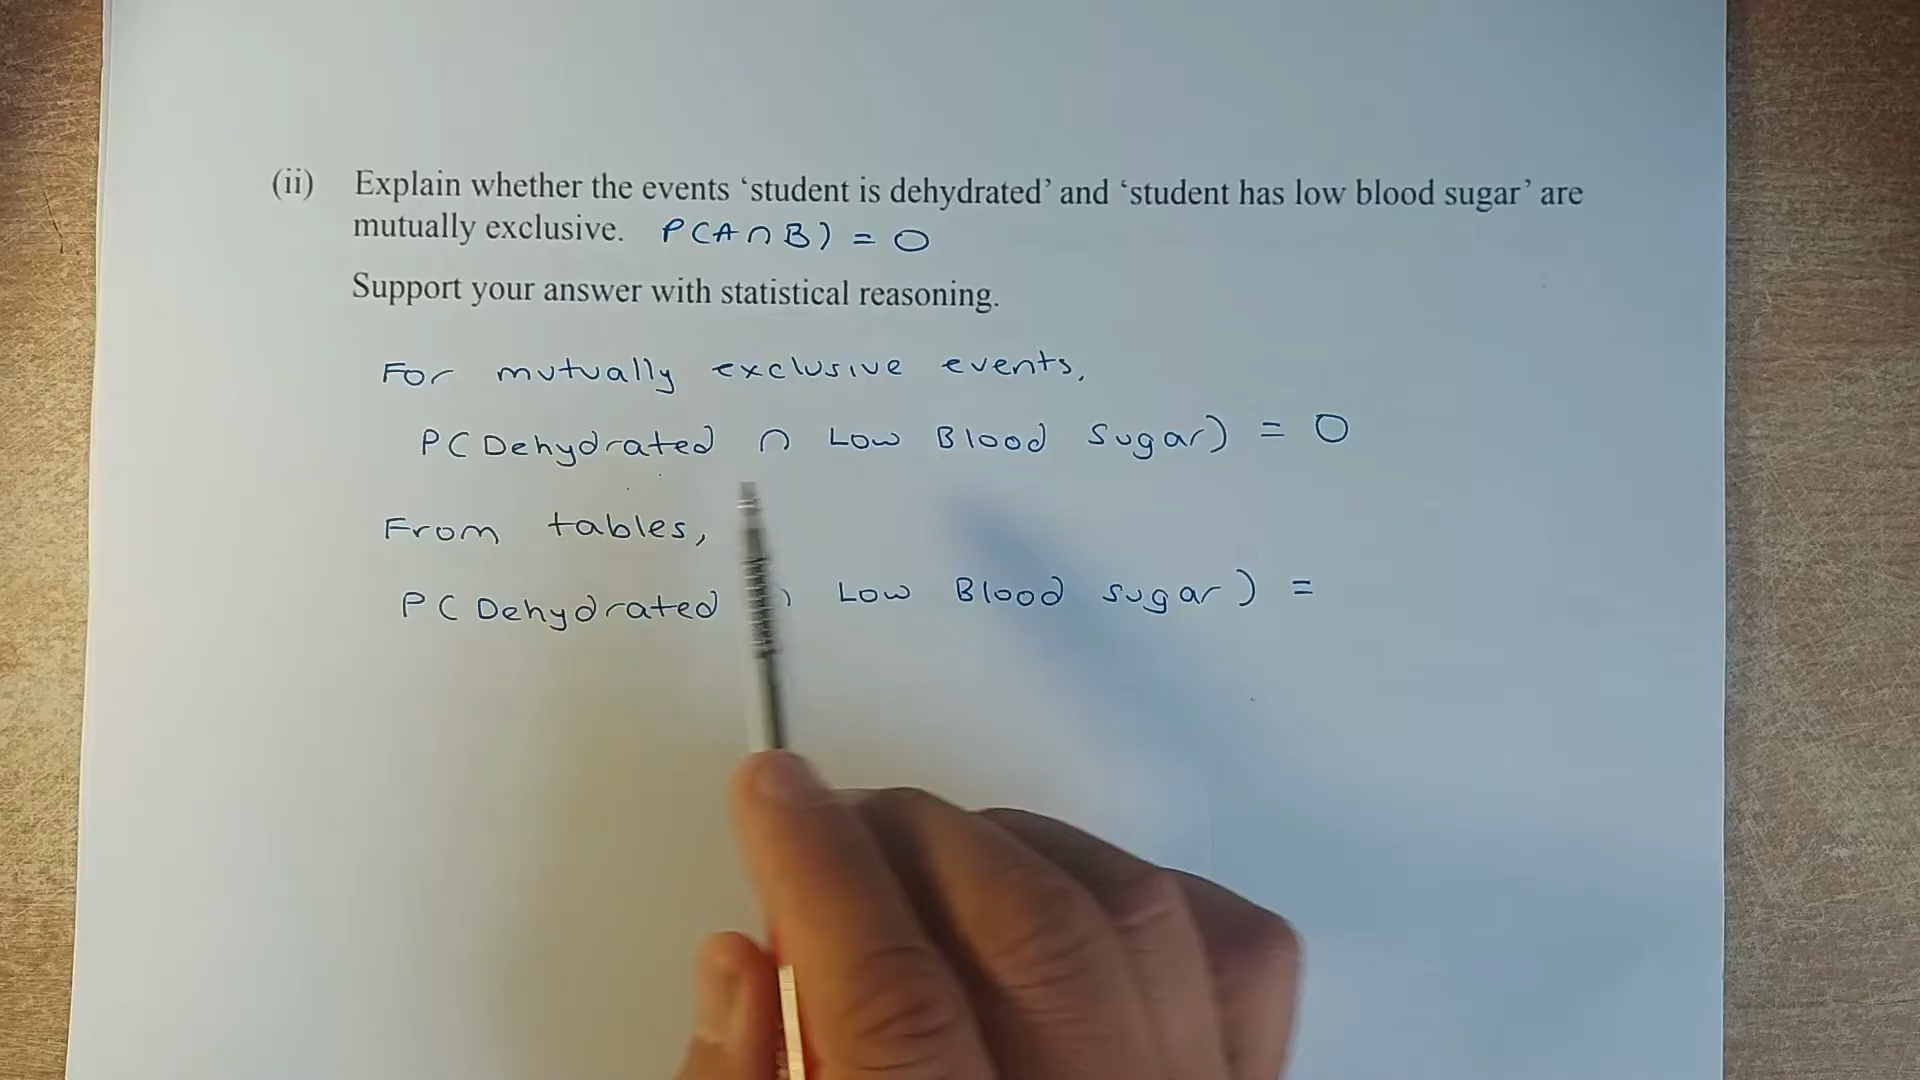 (ii) Explain whether the events ‘student is dehydrated’ and ‘student has low blood sugar’ are
mutually exclusive. P(A ∩ B) = 0
Support your answer with statistical reasoning.
For mutually exclusive events,
P(Dehydrated ∩ Low Blood Sugar) = 0
From tables,
P(Dehydrated Low Blood sugar) =